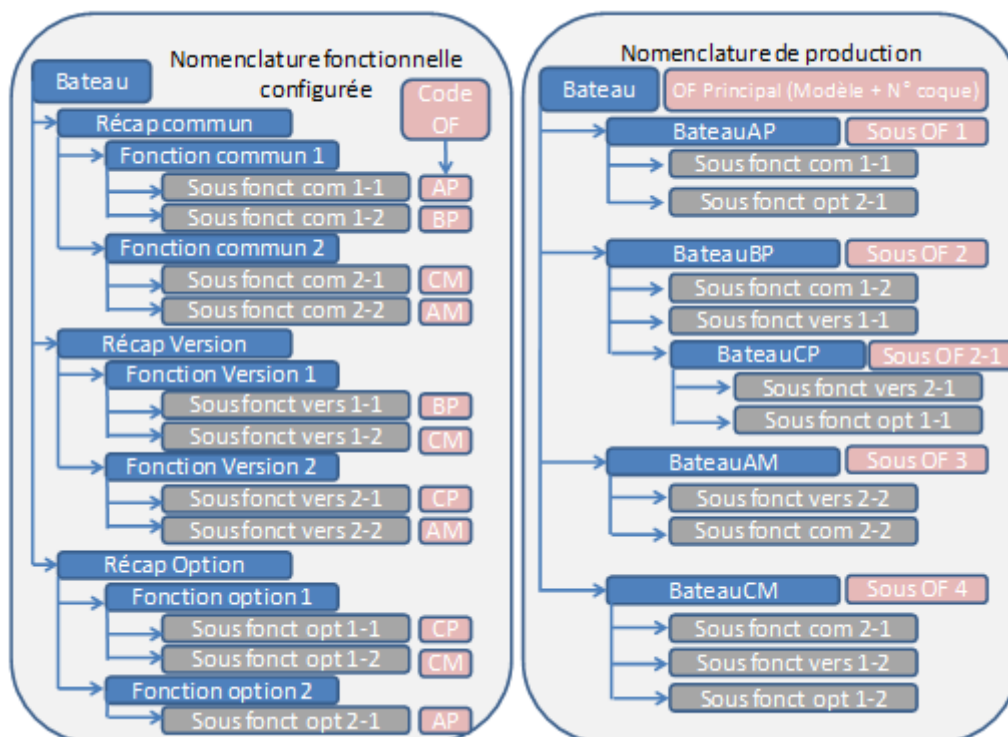 Nomenclature fonctionnelle
configurée
Bateau
Code
OF
Récap commun
Fonction commun 1
Sous fonct com 1-1 AP
Sous fonct com 1-2 BP
Fonction commun 2
Sous fonct com 2-1 CM
Sous fonct com 2-2 AM
Récap Version
Fonction Version 1
Sous fonct vers 1-1 BP
Sous fonct vers 1-2 CM
Fonction Version 2
Sous fonct vers 2-1 CP
Sous fonct vers 2-2 AM
Récap Option
Fonction option 1
Sous fonct opt 1-1 CP
Sous fonct opt 1-2 CM
Fonction option 2
Sous fonct opt 2-1 AP
Nomenclature de production
Bateau OF Principal (Modèle + N° coque)
BateauAP Sous OF 1
Sous fonct com 1-1
Sous fonct opt 2-1
BateauBP Sous OF 2
Sous fonct com 1-2
Sous fonct vers 1-1
BateauCP Sous OF 2-1
Sous fonct vers 2-1
Sous fonct opt 1-1
BateauAM Sous OF 3
Sous fonct vers 2-2
Sous fonct com 2-2
BateauCM Sous OF 4
Sous fonct com 2-1
Sous fonct vers 1-2
Sous fonct opt 1-2